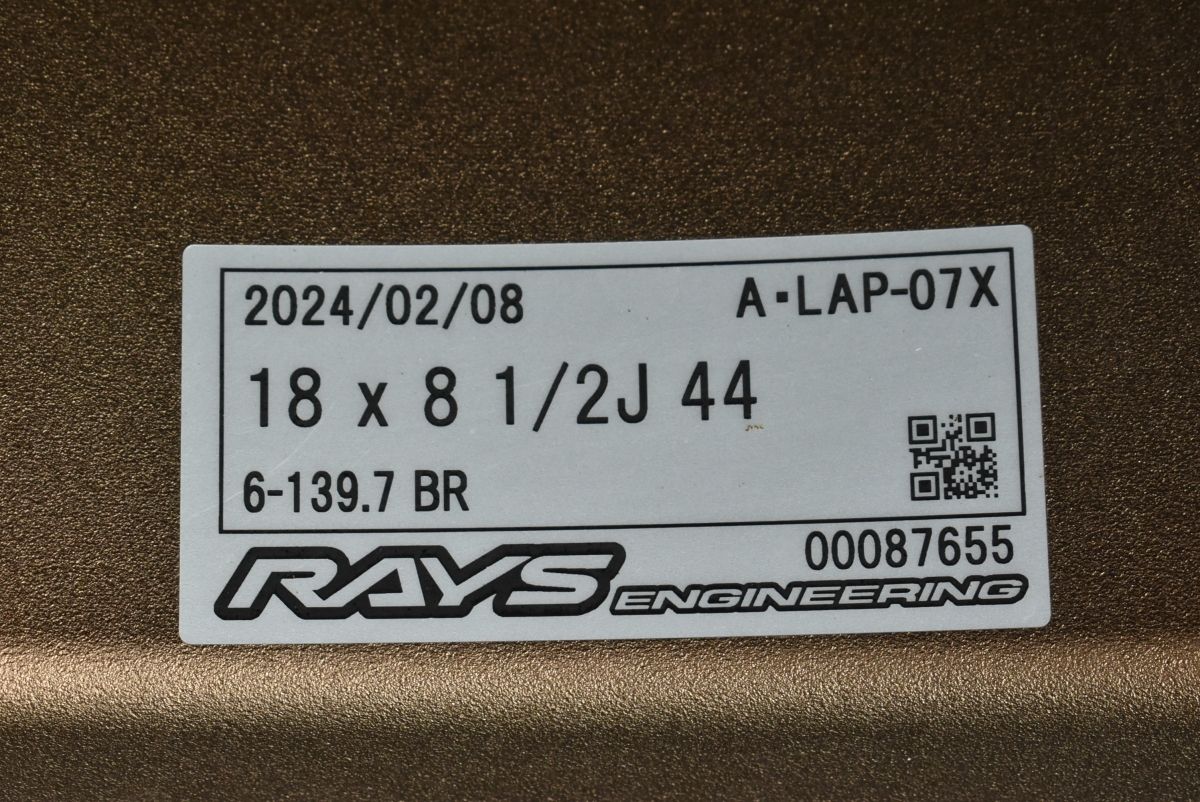 2024/02/08 A・LAP-07X
18 x 8 1/2J 44
6-139.7 BR
00087655
RAYS ENGINEERING